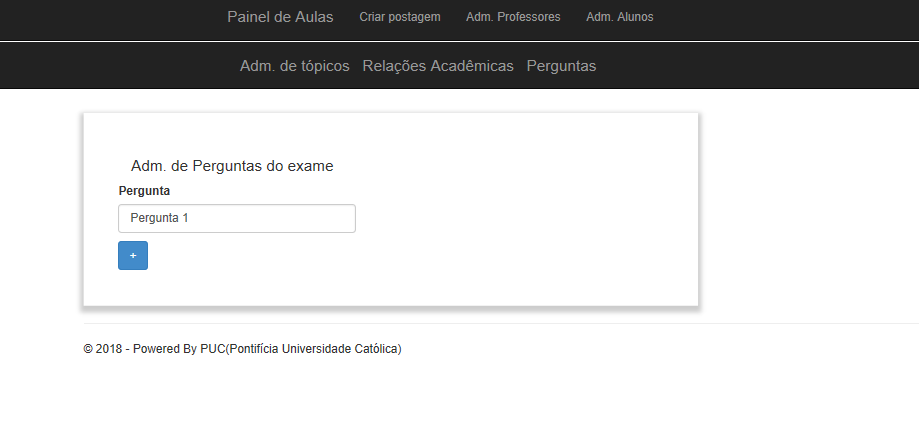 Painel de Aulas Criar postagem Adm. Professores Adm. Alunos
Adm. de tópicos Relações Acadêmicas Perguntas
Adm. de Perguntas do exame
Pergunta
Pergunta 1
+
© 2018 - Powered By PUC(Pontifícia Universidade Católica)